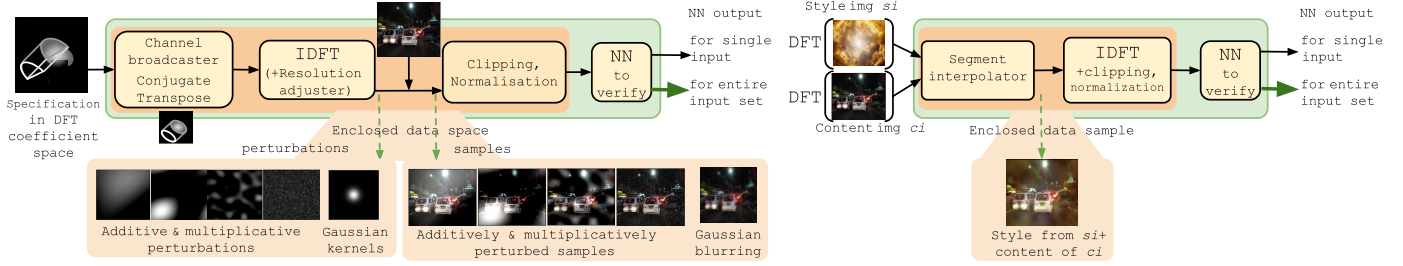 Specification
in DFT
coefficient
space
Channel
broadcaster
Conjugate
Transpose
IDFT
(+Resolution
adjuster)
Clipping,
Normalisation
NN
to
verify
NN output
for single
input
for entire
input set
Enclosed data space
perturbations
samples
Additive & multiplicative
perturbations
Gaussian
kernels
Additively & multiplicatively
perturbed samples
Gaussian
blurring
Style img si
DFT
DFT
Content img ci
Segment
interpolator
IDFT
+clipping,
normalization
NN
to
verify
NN output
for single
input
for entire
input set
Enclosed data sample
Style from si+
content of ci